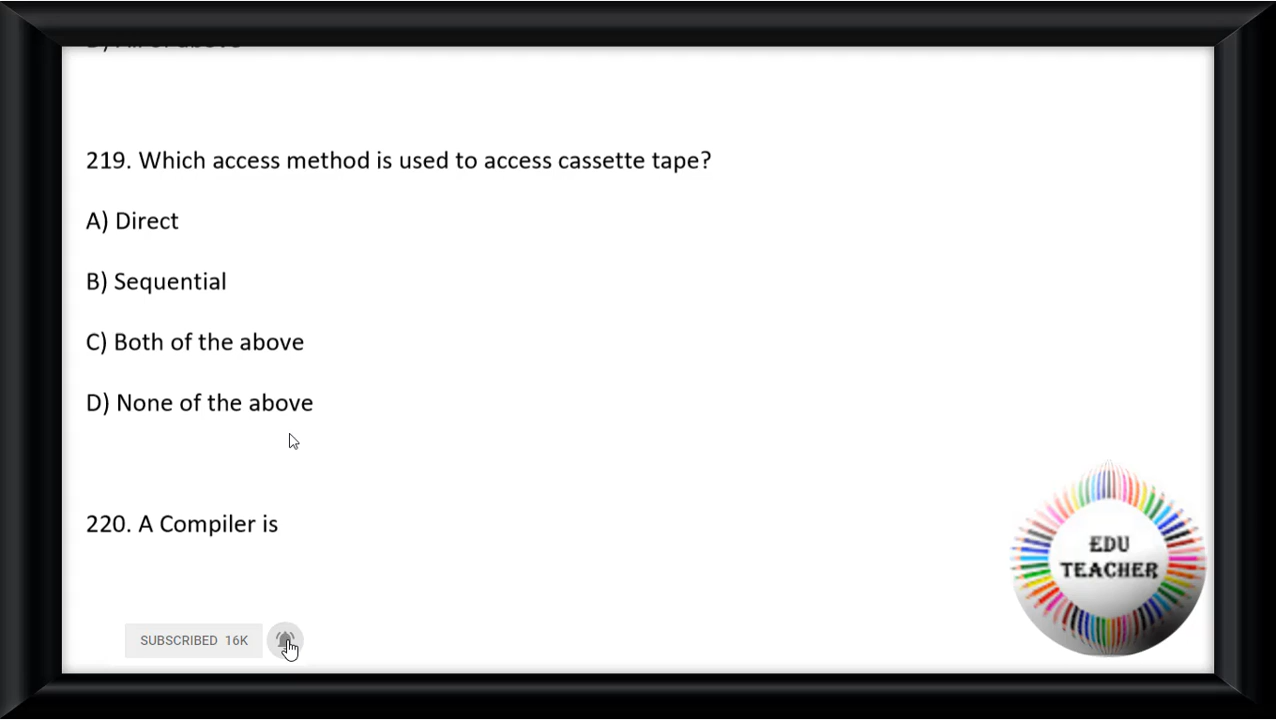 219. Which access method is used to access cassette tape?
A) Direct
B) Sequential
C) Both of the above
D) None of the above
220. A Compiler is
EDU
TEACHER
SUBSCRIBED 16K